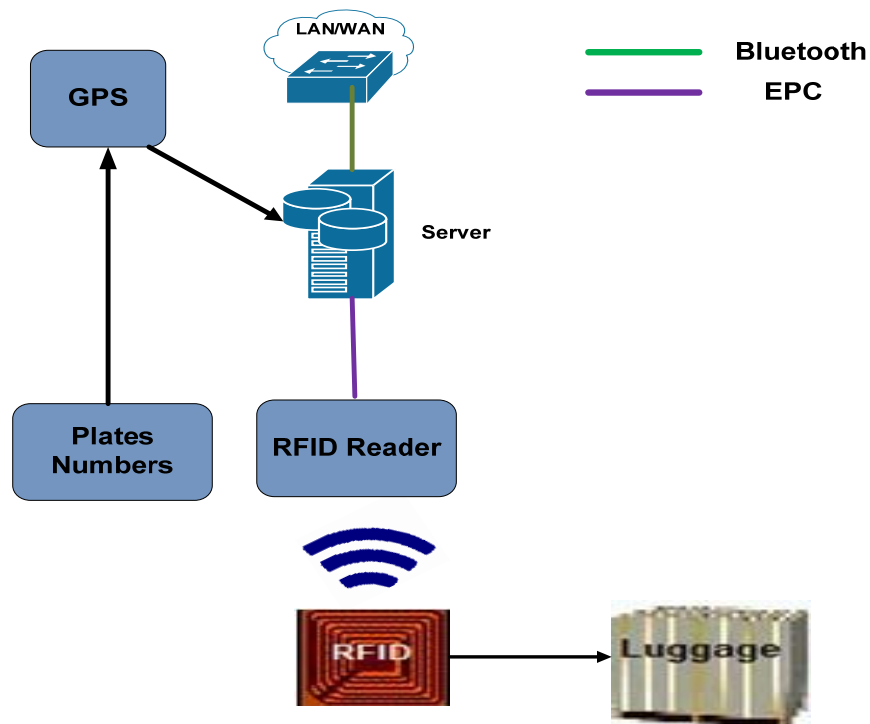 LAN/WAN
GPS
Bluetooth
EPC
Server
Plates
Numbers
RFID Reader
RFID
Luggage